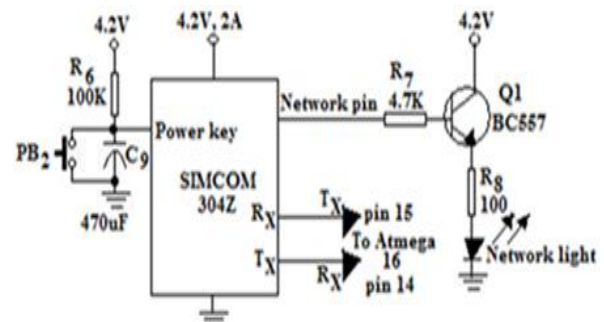 4.2V
4.2V, 2A
4.2V
R6
100K
R7
4.7K
Q1
BC557
Network pin
Power key
PB2
C9
SIMCOM
304Z
470uF
RX
TX
pin 15
To Atmega
16
TX
RX
pin 14
R8
100
Network light